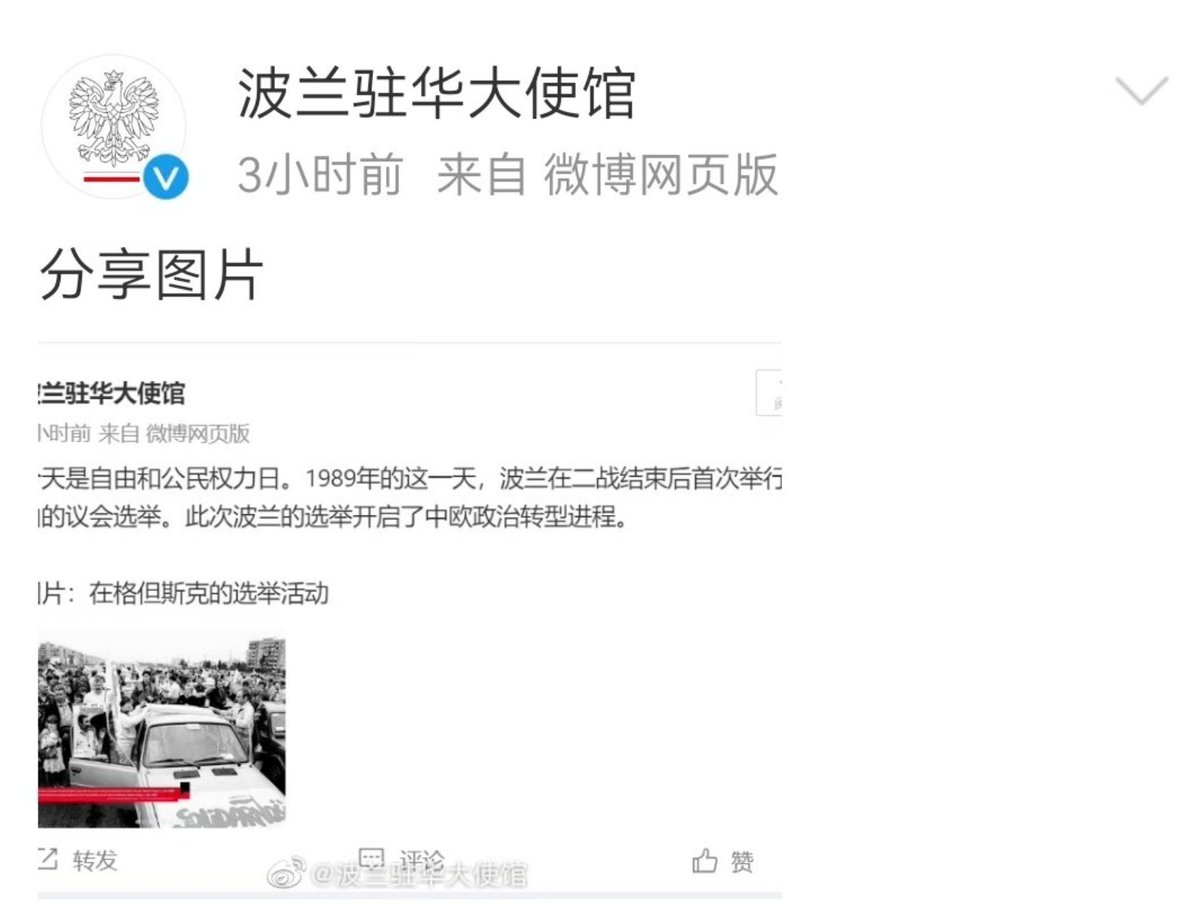 波兰驻华大使馆
3小时前 来自 微博网页版
分享图片
兰驻华大使馆
小时前 来自 微博网页版
天是自由和公民权力日。1989年的这一天，波兰在二战结束后首次举行
的议会选举。此次波兰的选举开启了中欧政治转型进程。
片：在格但斯克的选举活动
SOLIDARNOŚĆ
转发
评论
赞
@波兰驻华大使馆